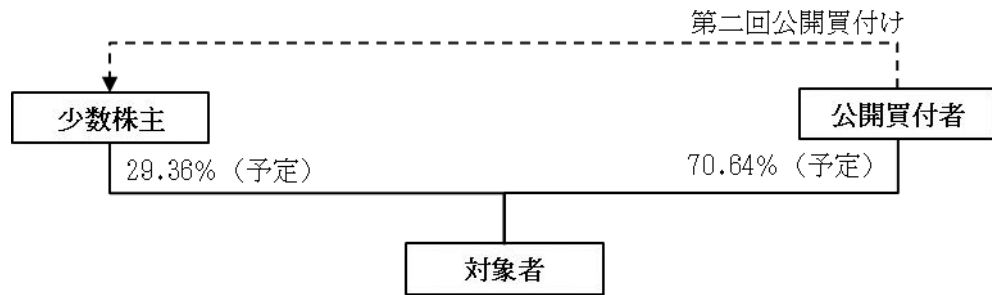 第二回公開買付け
少数株主
公開買付者
29.36%（予定）
70.64%（予定）
対象者